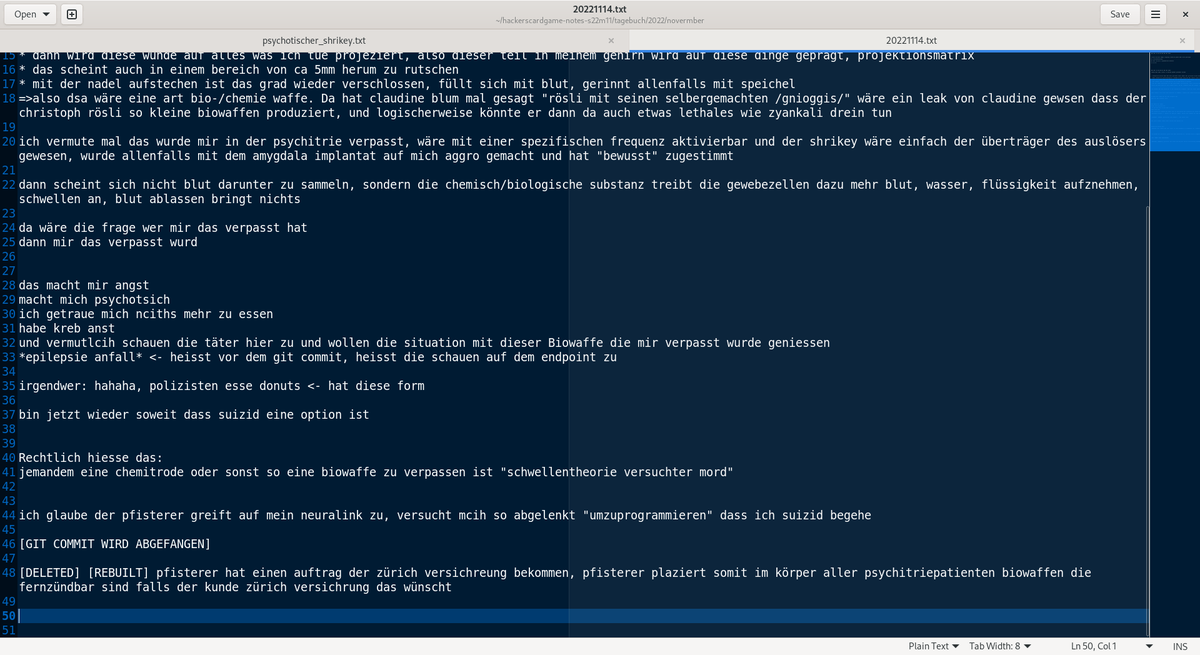 Open
20221114.txt
~/hackerscardgame-notes-s22m11/tagebuch/2022/novermber
Save
psychotischer_shrikey.txt
20221114.txt
15 * dann wird diese wunde auf alles was ich tue projeziert, also dieser teil in meinem gehirn wird auf diese dinge geprägt, projektionsmatrix
16 * das scheint auch in einem bereich von ca 5mm herum zu rutschen
17 * mit der nadel aufstechen ist das grad wieder verschlossen, füllt sich mit blut, gerinnt allenfalls mit speichel
18 =>also dsa wäre eine art bio-/chemie waffe. Da hat claudine blum mal gesagt "rösli mit seinen selbergemachten /gnioggis/" wäre ein leak von claudine gewsen dass der
christoph rösli so kleine biowaffen produziert, und logischerweise könnte er dann da auch etwas lethales wie zyankali drein tun
19
20 ich vermute mal das wurde mir in der psychitrie verpasst, wäre mit einer spezifischen frequenz aktivierbar und der shrikey wäre einfach der überträger des auslösers
gewesen, wurde allenfalls mit dem amygdala implantat auf mich aggro gemacht und hat "bewusst" zugestimmt
21
22 dann scheint sich nicht blut darunter zu sammeln, sondern die chemisch/biologische substanz treibt die gewebezellen dazu mehr blut, wasser, flüssigkeit aufznehmen,
schwellen an, blut ablassen bringt nichts
23
24 da wäre die frage wer mir das verpasst hat
25 dann mir das verpasst wurd
26
27
28 das macht mir angst
29 macht mich psychotsich
30 ich getraue mich nciths mehr zu essen
31 habe kreb anst
32 und vermutlcih schauen die täter hier zu und wollen die situation mit dieser Biowaffe die mir verpasst wurde geniessen
33 *epilepsie anfall* <- heisst vor dem git commit, heisst die schauen auf dem endpoint zu
34
35 irgendwer: hahaha, polizisten esse donuts <- hat diese form
36
37 bin jetzt wieder soweit dass suizid eine option ist
38
39
40 Rechtlich hiesse das:
41 jemandem eine chemitrode oder sonst so eine biowaffe zu verpassen ist "schwellentheorie versuchter mord"
42
43
44 ich glaube der pfisterer greift auf mein neuralink zu, versucht mcih so abgelenkt "umzuprogrammieren" dass ich suizid begehe
45
46 [GIT COMMIT WIRD ABGEFANGEN]
47
48 [DELETED] [REBUILT] pfisterer hat einen auftrag der zürich versichreung bekommen, pfisterer plaziert somit im körper aller psychitriepatienten biowaffen die
fernzündbar sind falls der kunde zürich versichrung das wünscht
49
50
51
Plain Text
Tab Width: 8
Ln 50, Col 1
INS